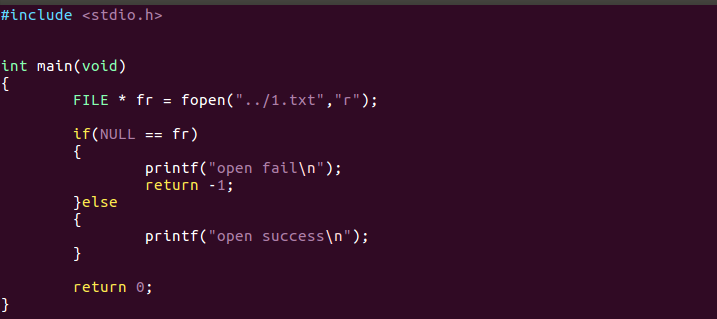 #include <stdio.h>
int main(void)
{
FILE * fr = fopen("../1.txt","r");
if(NULL == fr)
{
printf("open fail\n");
return -1;
}else
{
printf("open success\n");
}
return 0;
}